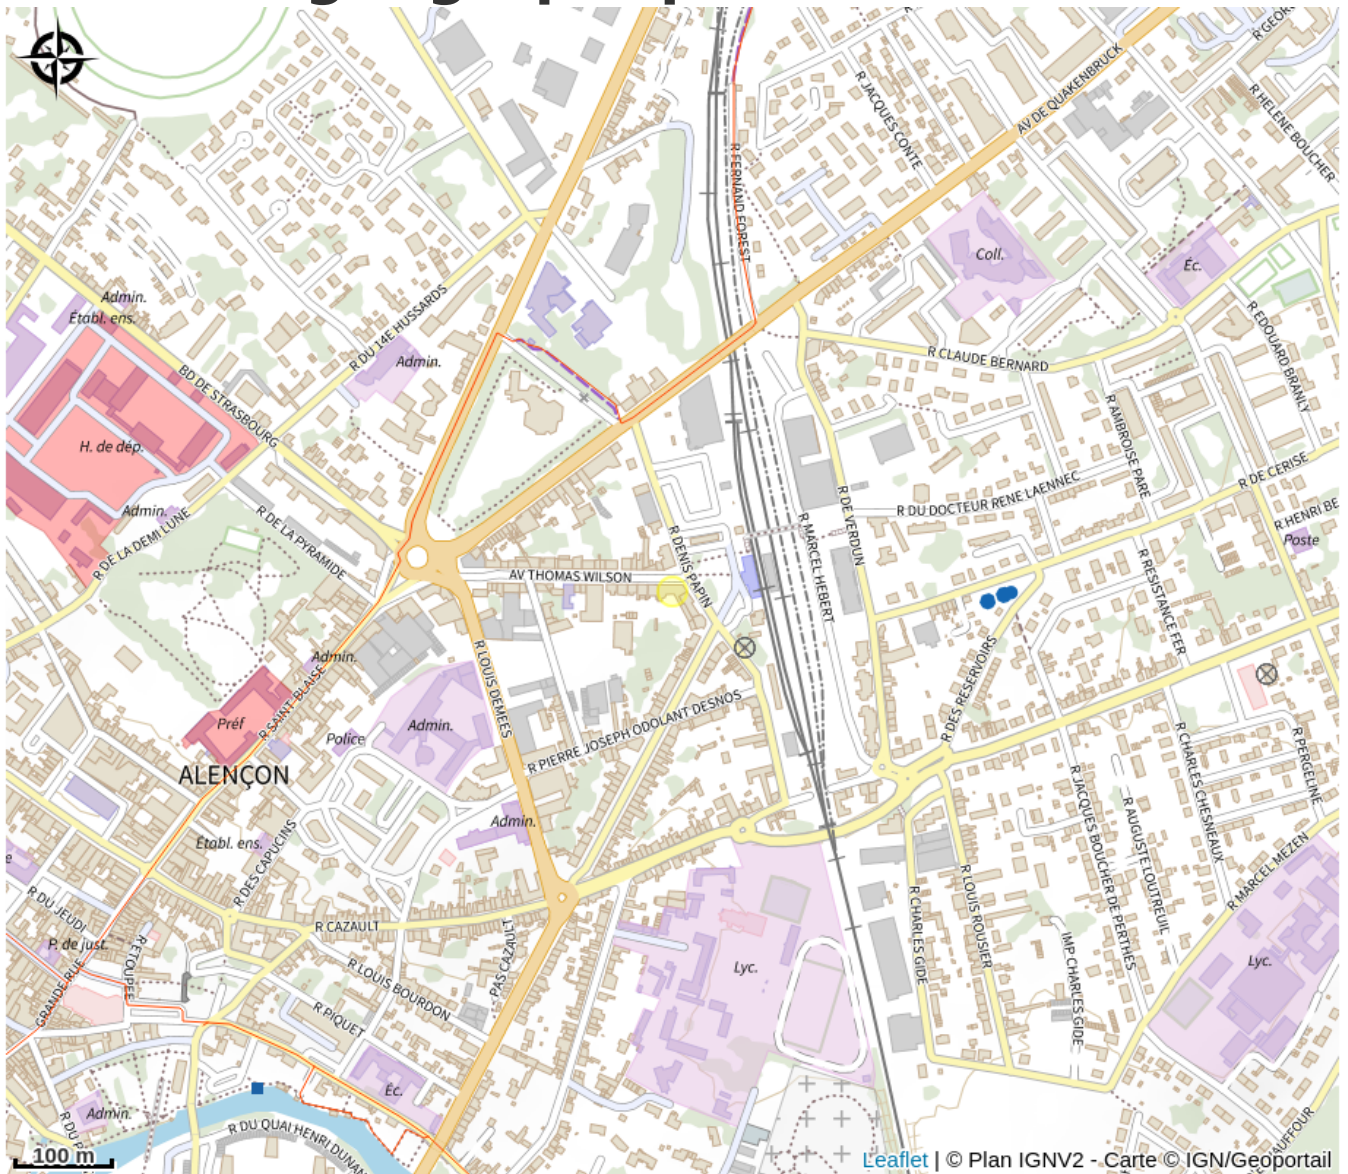 R GEORG
R JACQUES CONTE
AV DE QUAKENBRUCK
R HELENE BOUCHER
R FERNAND FOREST
Coll.
Éc.
Admin.
Établ. ens.
R DU 14E HUSSARDS
Admin.
R EDOUARD BRANLY
R CLAUDE BERNARD
BD DE STRASBOURG
H. de dép.
R AMBROISE PARE
R DE CERISE
Admin.
R DE LA DEMI LUNE
R DE LA PYRAMIDE
R DENIS PAPIN
R MARCEL HEBERT
R DE VERDUN
R DU DOCTEUR RENE LAENNEC
R HENRI BE
Poste
AV THOMAS WILSON
R RESISTANCE FER
Admin.
R LOUIS DEMEES
R DES RESERVOIRS
R SAINT BLAISE
Préf
Police
Admin.
R PIERRE JOSEPH ODOLANT DESNOS
R CHARLES CHESNEAUX
R PERGELINE
ALENÇON
R JACQUES BOUCHER DE PERTHES
R AUGUSTE LOUTREUIL
Admin.
Établ. ens.
R DES CAPUCINS
R MARCEL MEZEN
R DU JEUDI
R CAZAULT
PAS CAZAULT
R CHARLES GIDE
R LOUIS ROUSIER
IMP CHARLES GIDE
P. de just.
R ETOUPEE
GRANDE RUE
R LOUIS BOURDON
R PIQUET
Lyc.
Lyc.
Éc.
Admin.
R DU QUAI HENRI DUNAN
100 m
Leaflet | © Plan IGNV2 - Carte © IGN/Geoportail